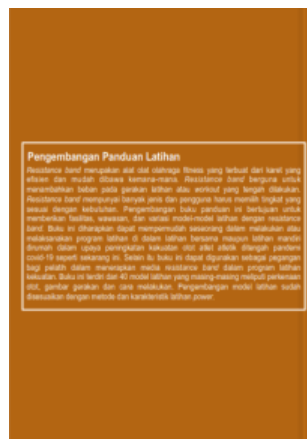 Pengembangan Panduan Latihan
Resistance band merupakan alat alat olahraga fitness yang terbuat dari karet yang
efisien dan mudah dibawa kemana-mana. Resistance band berguna untuk
menambahkan beban pada gerakan latihan atau workout yang tengah dilakukan.
Resistance band mempunyai banyak jenis dan pengguna harus memilih tingkat yang
sesuai dengan kebutuhan. Pengembangan buku panduan ini bertujuan untuk
memberikan fasilitas, wawasan, dan variasi model-model latihan dengan resistance
band. Buku ini diharapkan dapat mempermudah seseorang dalam melakukan atau
melaksanakan program latihan di dalam latihan bersama maupun latihan mandiri
dirumah dalam upaya peningkatan kekuatan otot atlet atletik ditengah pandemi
covid-19 seperti sekarang ini. Selain itu buku ini dapat digunakan sebagai pegangan
bagi pelatih dalam menerapkan media resistance band dalam program latihan
kekuatan. Buku ini terdiri dari 40 model latihan yang masing-masing meliputi perkenaan
otot, gambar gerakan dan cara melakukan. Pengembangan model latihan sudah
disesuaikan dengan metode dan karakteristik latihan power.